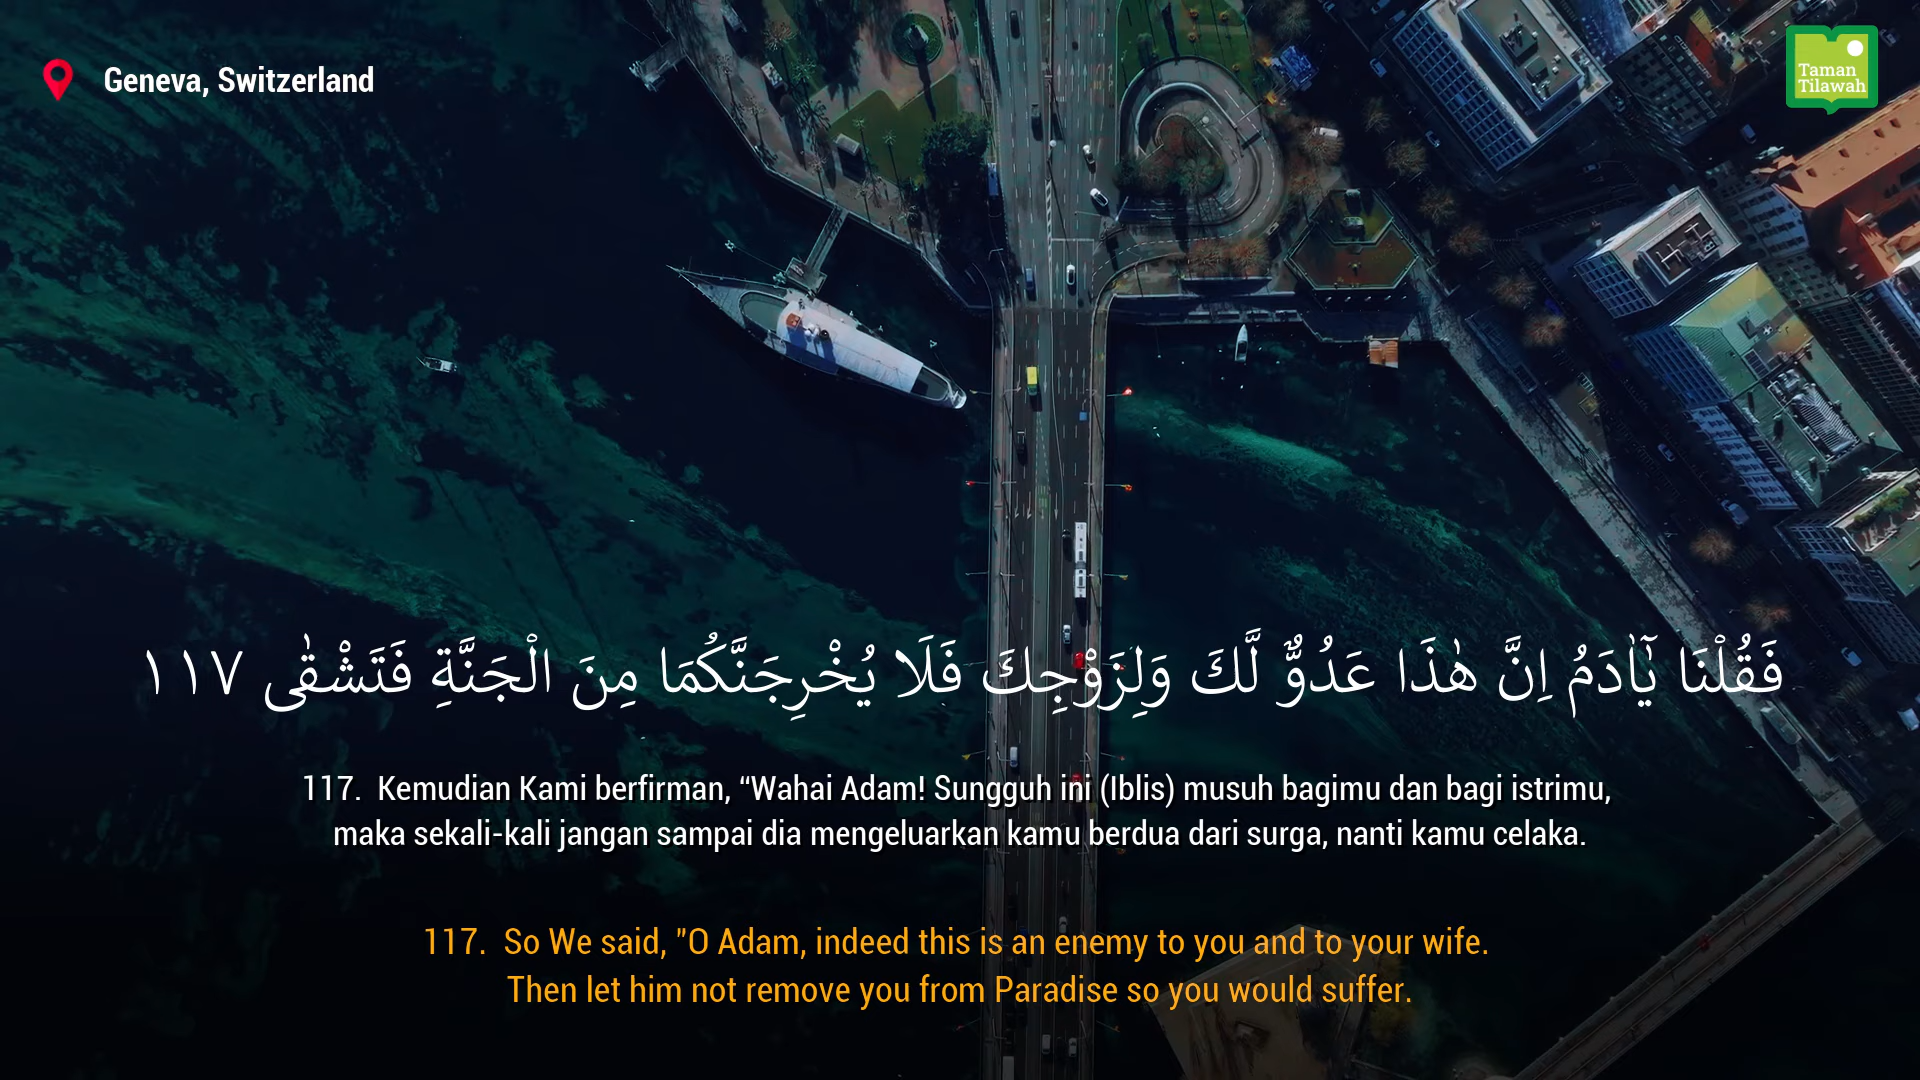 Geneva, Switzerland
Taman
Tilawah
فَقُلْنَا يٰٓاٰدَمُ اِنَّ هٰذَا عَدُوٌّ لَّكَ وَلِزَوْجِكَ فَلَا يُخْرِجَنَّكُمَا مِنَ الْجَنَّةِ فَتَشْقٰى ١١٧
117. Kemudian Kami berfirman, “Wahai Adam! Sungguh ini (Iblis) musuh bagimu dan bagi istrimu,
maka sekali-kali jangan sampai dia mengeluarkan kamu berdua dari surga, nanti kamu celaka.
117. So We said, "O Adam, indeed this is an enemy to you and to your wife.
Then let him not remove you from Paradise so you would suffer.